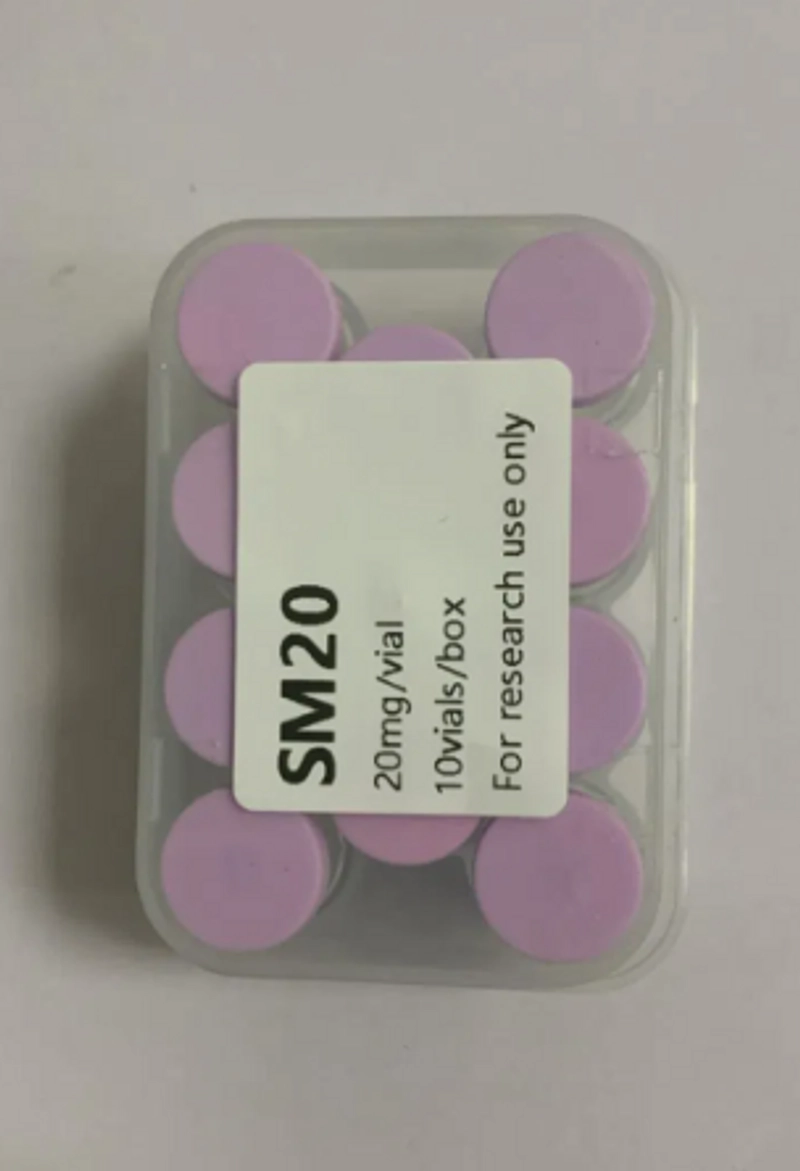 SM20
20mg/vial
10vials/box
For research use only